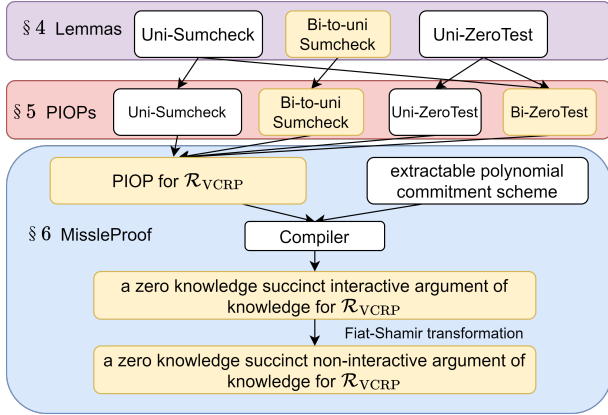 §4 Lemmas
Uni-Sumcheck
Bi-to-uni
Sumcheck
Uni-ZeroTest
§5 PIOPs
Uni-Sumcheck
Bi-to-uni
Sumcheck
Uni-ZeroTest
Bi-ZeroTest
PIOP for R_VCRP
extractable polynomial
commitment scheme
§6 MissleProof
Compiler
a zero knowledge succinct interactive argument of
knowledge for R_VCRP
Fiat-Shamir transformation
a zero knowledge succinct non-interactive argument of
knowledge for R_VCRP